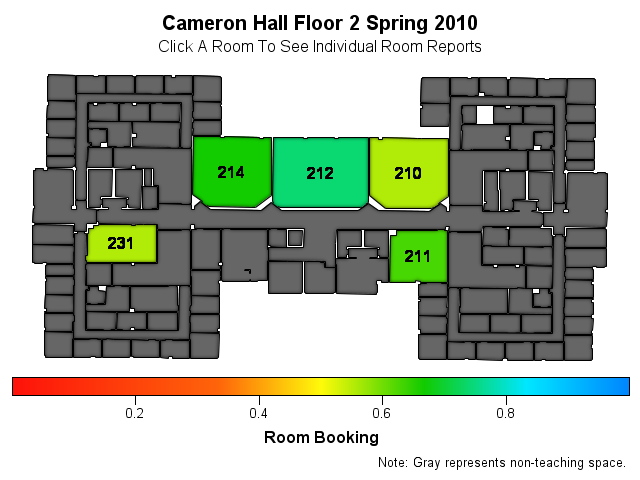 Cameron Hall Floor 2 Spring 2010
Click A Room To See Individual Room Reports
214
212
210
231
211
0.2
0.4
0.6
0.8
Room Booking
Note: Gray represents non-teaching space.